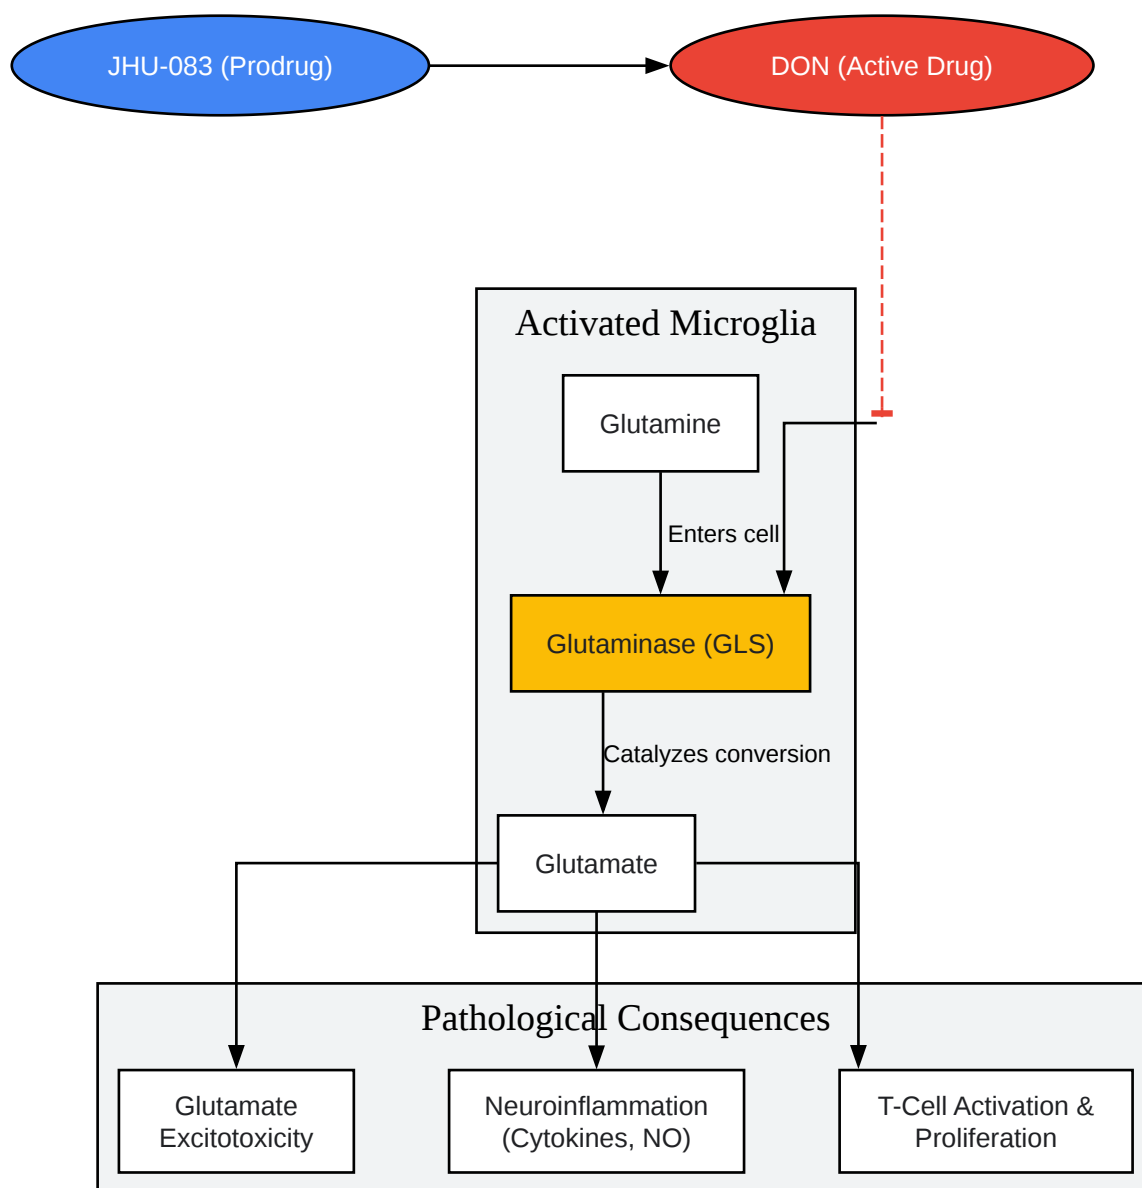 JHU-083 (Prodrug)
DON (Active Drug)
Activated Microglia
Glutamine
Enters cell
Glutaminase (GLS)
Catalyzes conversion
Glutamate
Pathological Consequences
Glutamate
Excitotoxicity
Neuroinflammation
(Cytokines, NO)
T-Cell Activation &
Proliferation